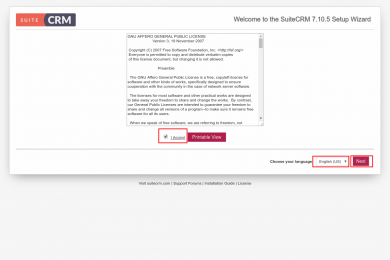 SUITE CRM
Welcome to the SuiteCRM 7.10.5 Setup Wizard
GNU AFFERO GENERAL PUBLIC LICENSE
Version 3, 19 November 2007
Copyright (C) 2007 Free Software Foundation, Inc. <http://fsf.org/>
Everyone is permitted to copy and distribute verbatim copies
of this license document, but changing it is not allowed.
Preamble
The GNU Affero General Public License is a free, copyleft license for
software and other kinds of works, specifically designed to ensure
cooperation with the community in the case of network server software.
The licenses for most software and other practical works are designed
to take away your freedom to share and change the works. By contrast,
our General Public Licenses are intended to guarantee your freedom to
share and change all versions of a program--to make sure it remains free
software for all its users.
When we speak of free software, we are referring to freedom, not
I Accept
Printable View
Choose your language
English (US)
Next
Visit suitecrm.com | Support Forums | Installation Guide | License